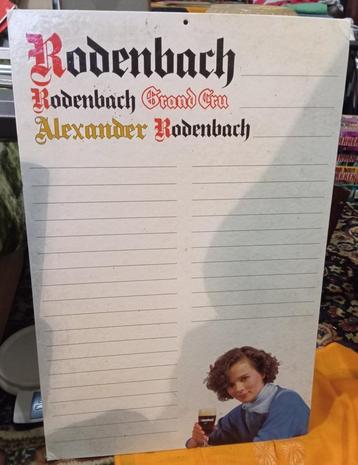 Rodenbach
Rodenbach Grand Cru
Alexander Rodenbach